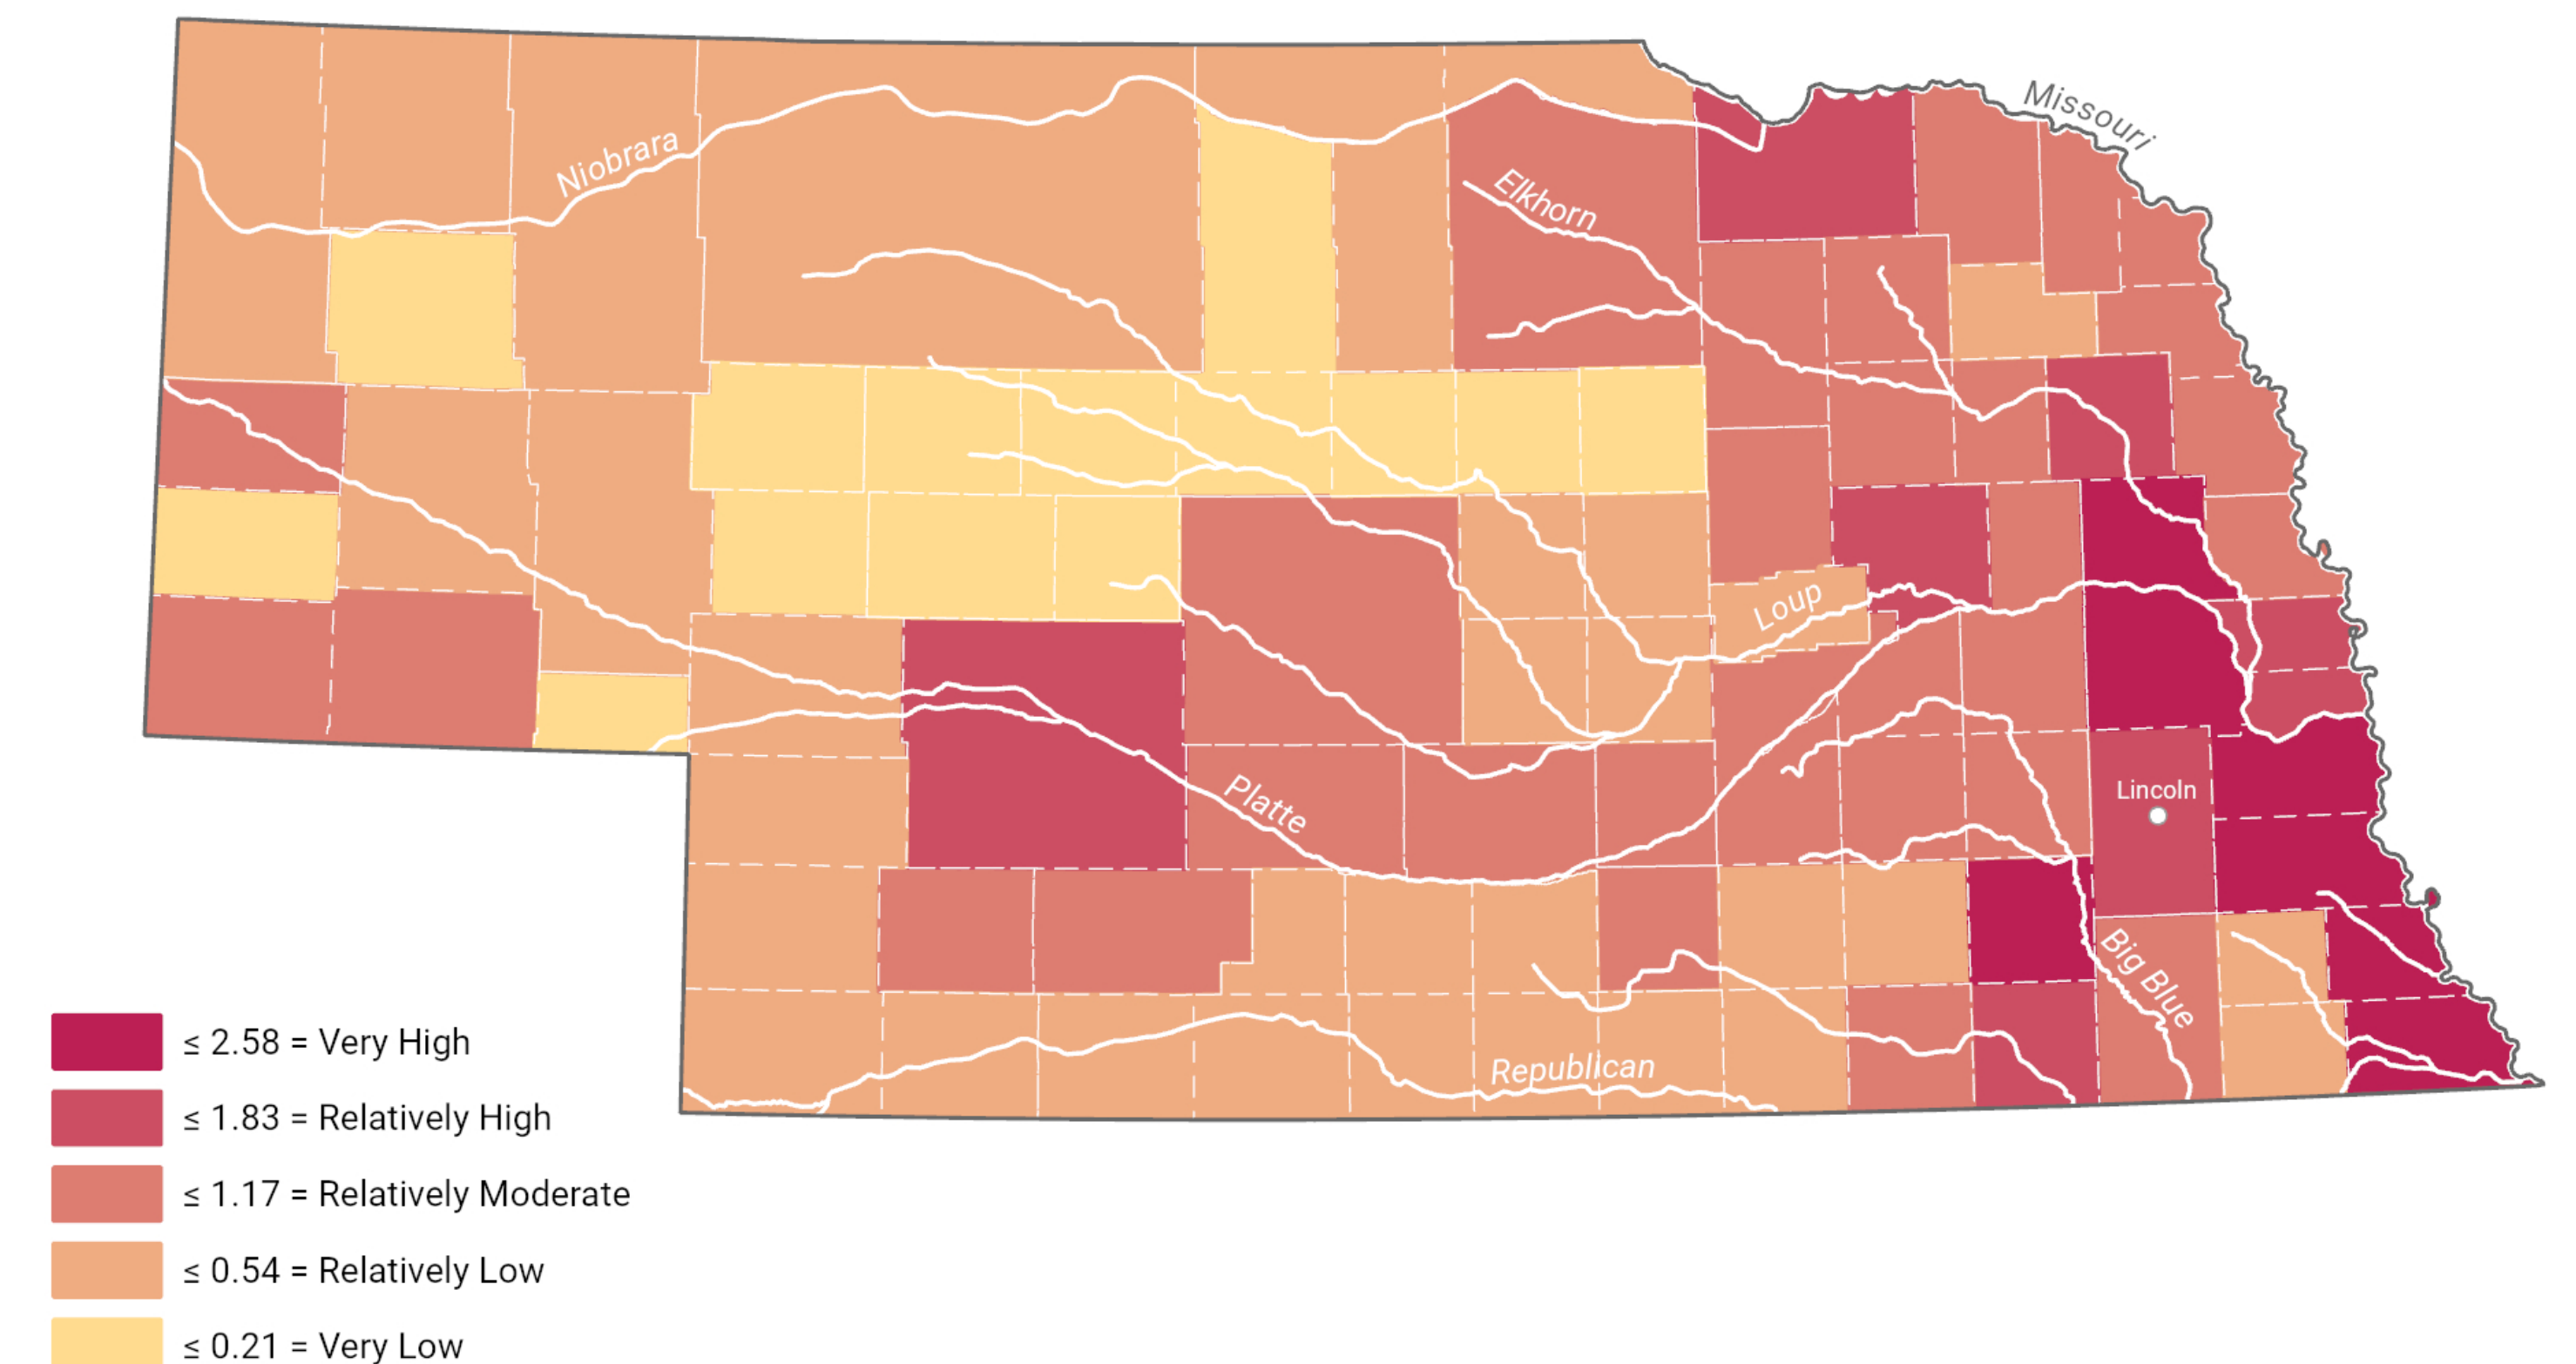 Missouri
Niobrara
Elkhorn
Loup
Platte
Lincoln
Big Blue
Republican
≤ 2.58 = Very High
≤ 1.83 = Relatively High
≤ 1.17 = Relatively Moderate
≤ 0.54 = Relatively Low
≤ 0.21 = Very Low